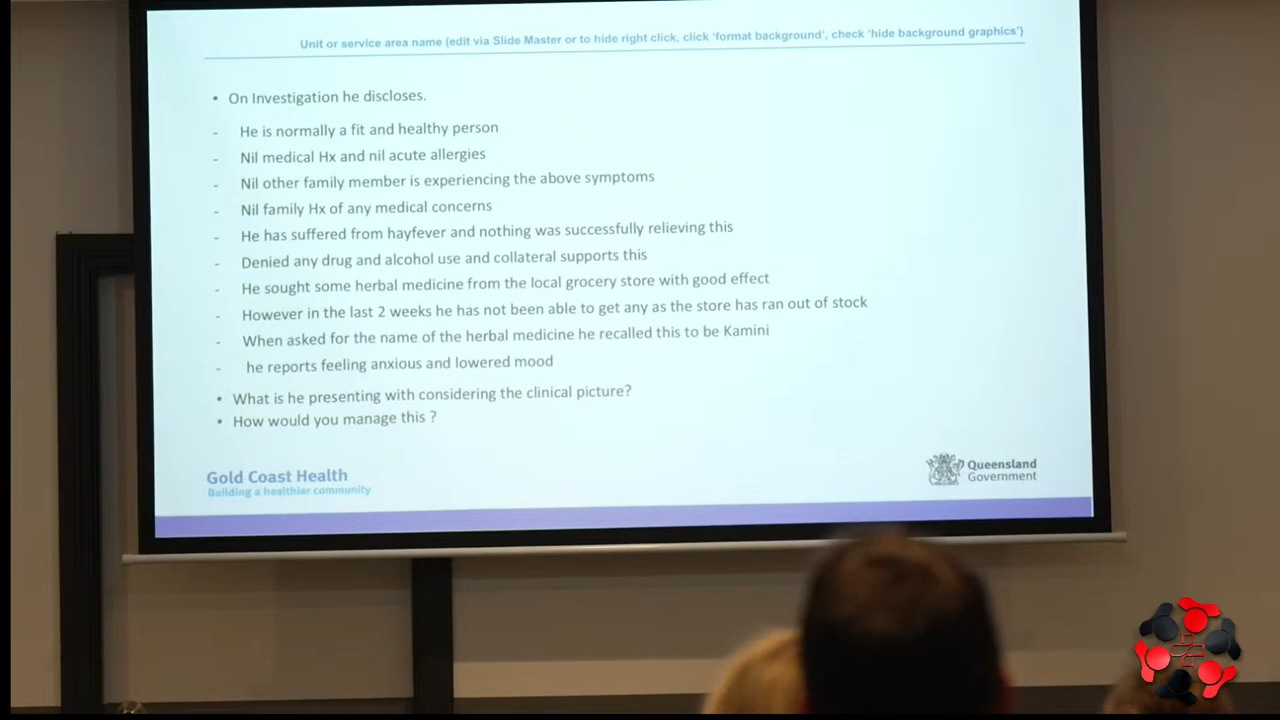 Unit or service area name (edit via Slide Master or to hide right click, click ‘format background’, check ‘hide background graphics’)
• On Investigation he discloses.
- He is normally a fit and healthy person
- Nil medical Hx and nil acute allergies
- Nil other family member is experiencing the above symptoms
- Nil family Hx of any medical concerns
- He has suffered from hayfever and nothing was successfully relieving this
- Denied any drug and alcohol use and collateral supports this
- He sought some herbal medicine from the local grocery store with good effect
- However in the last 2 weeks he has not been able to get any as the store has ran out of stock
- When asked for the name of the herbal medicine he recalled this to be Kamini
- he reports feeling anxious and lowered mood
• What is he presenting with considering the clinical picture?
• How would you manage this ?
Gold Coast Health
Building a healthier community
Queensland
Government